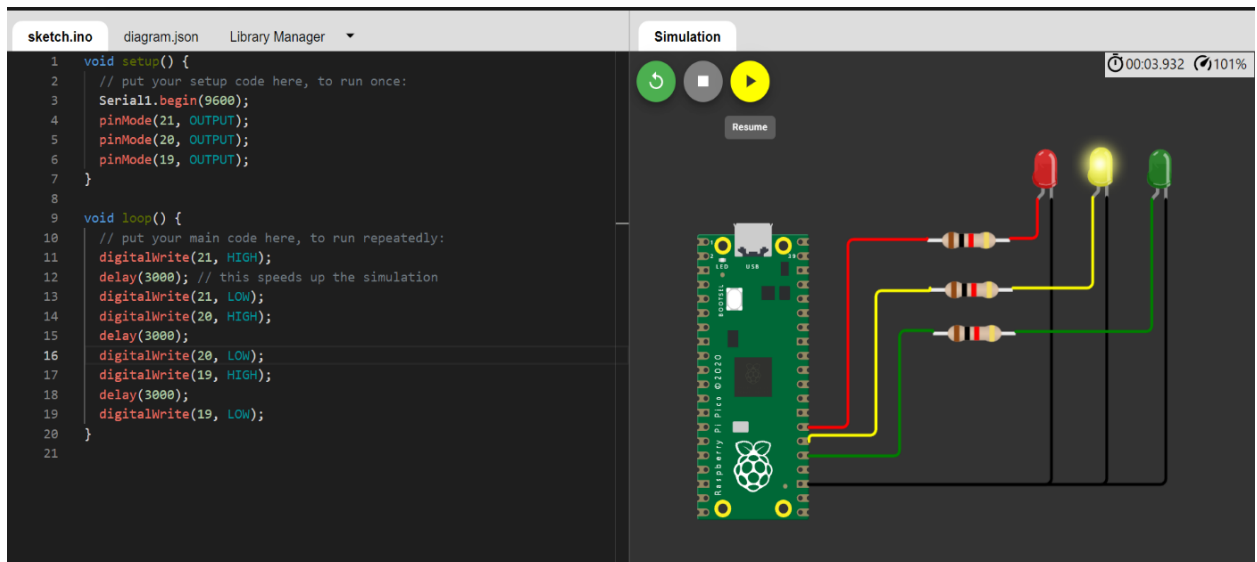 sketch.ino diagram.json Library Manager
Simulation
1 void setup() {
2 // put your setup code here, to run once:
3 Serial1.begin(9600);
4 pinMode(21, OUTPUT);
5 pinMode(20, OUTPUT);
6 pinMode(19, OUTPUT);
7 }
8
9 void loop() {
10 // put your main code here, to run repeatedly:
11 digitalWrite(21, HIGH);
12 delay(3000); // this speeds up the simulation
13 digitalWrite(21, LOW);
14 digitalWrite(20, HIGH);
15 delay(3000);
16 digitalWrite(20, LOW);
17 digitalWrite(19, HIGH);
18 delay(3000);
19 digitalWrite(19, LOW);
20 }
21
00:03.932 101%
Resume
1
2
39
LED USB
BOOTSEL
Raspberry Pi Pico ©2020